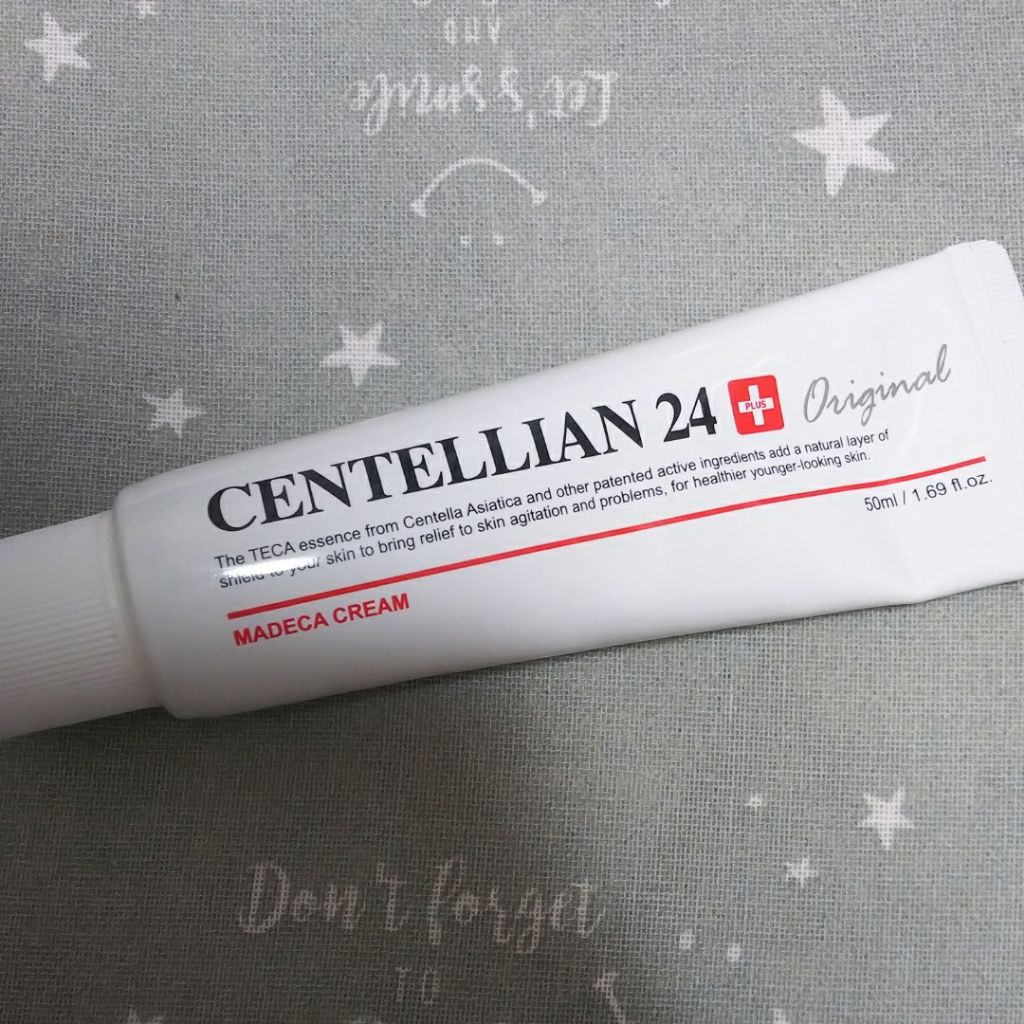 AND
Let's smile
CENTELLIAN 24 PLUS Original
The TECA essence from Centella Asiatica and other patented active ingredients add a natural layer of
shield to your skin to bring relief to skin agitation and problems, for healthier younger-looking skin.
50ml / 1.69 fl.oz.
MADECA CREAM
Don't forget
TO